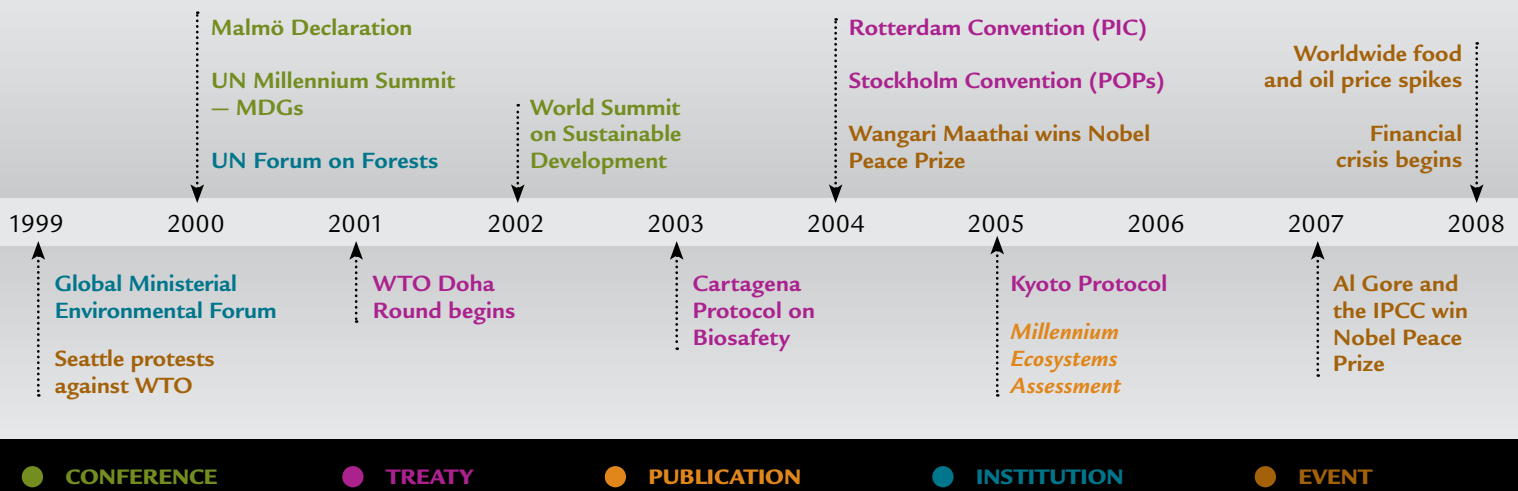 Malmö Declaration
UN Millennium Summit
— MDGs
UN Forum on Forests
World Summit
on Sustainable
Development
Rotterdam Convention (PIC)
Stockholm Convention (POPs)
Wangari Maathai wins Nobel
Peace Prize
Worldwide food
and oil price spikes
Financial
crisis begins
1999 2000 2001 2002 2003 2004 2005 2006 2007 2008
Global Ministerial
Environmental Forum
Seattle protests
against WTO
WTO Doha
Round begins
Cartagena
Protocol on
Biosafety
Kyoto Protocol
Millennium
Ecosystems
Assessment
Al Gore and
the IPCC win
Nobel Peace
Prize
CONFERENCE TREATY PUBLICATION INSTITUTION EVENT